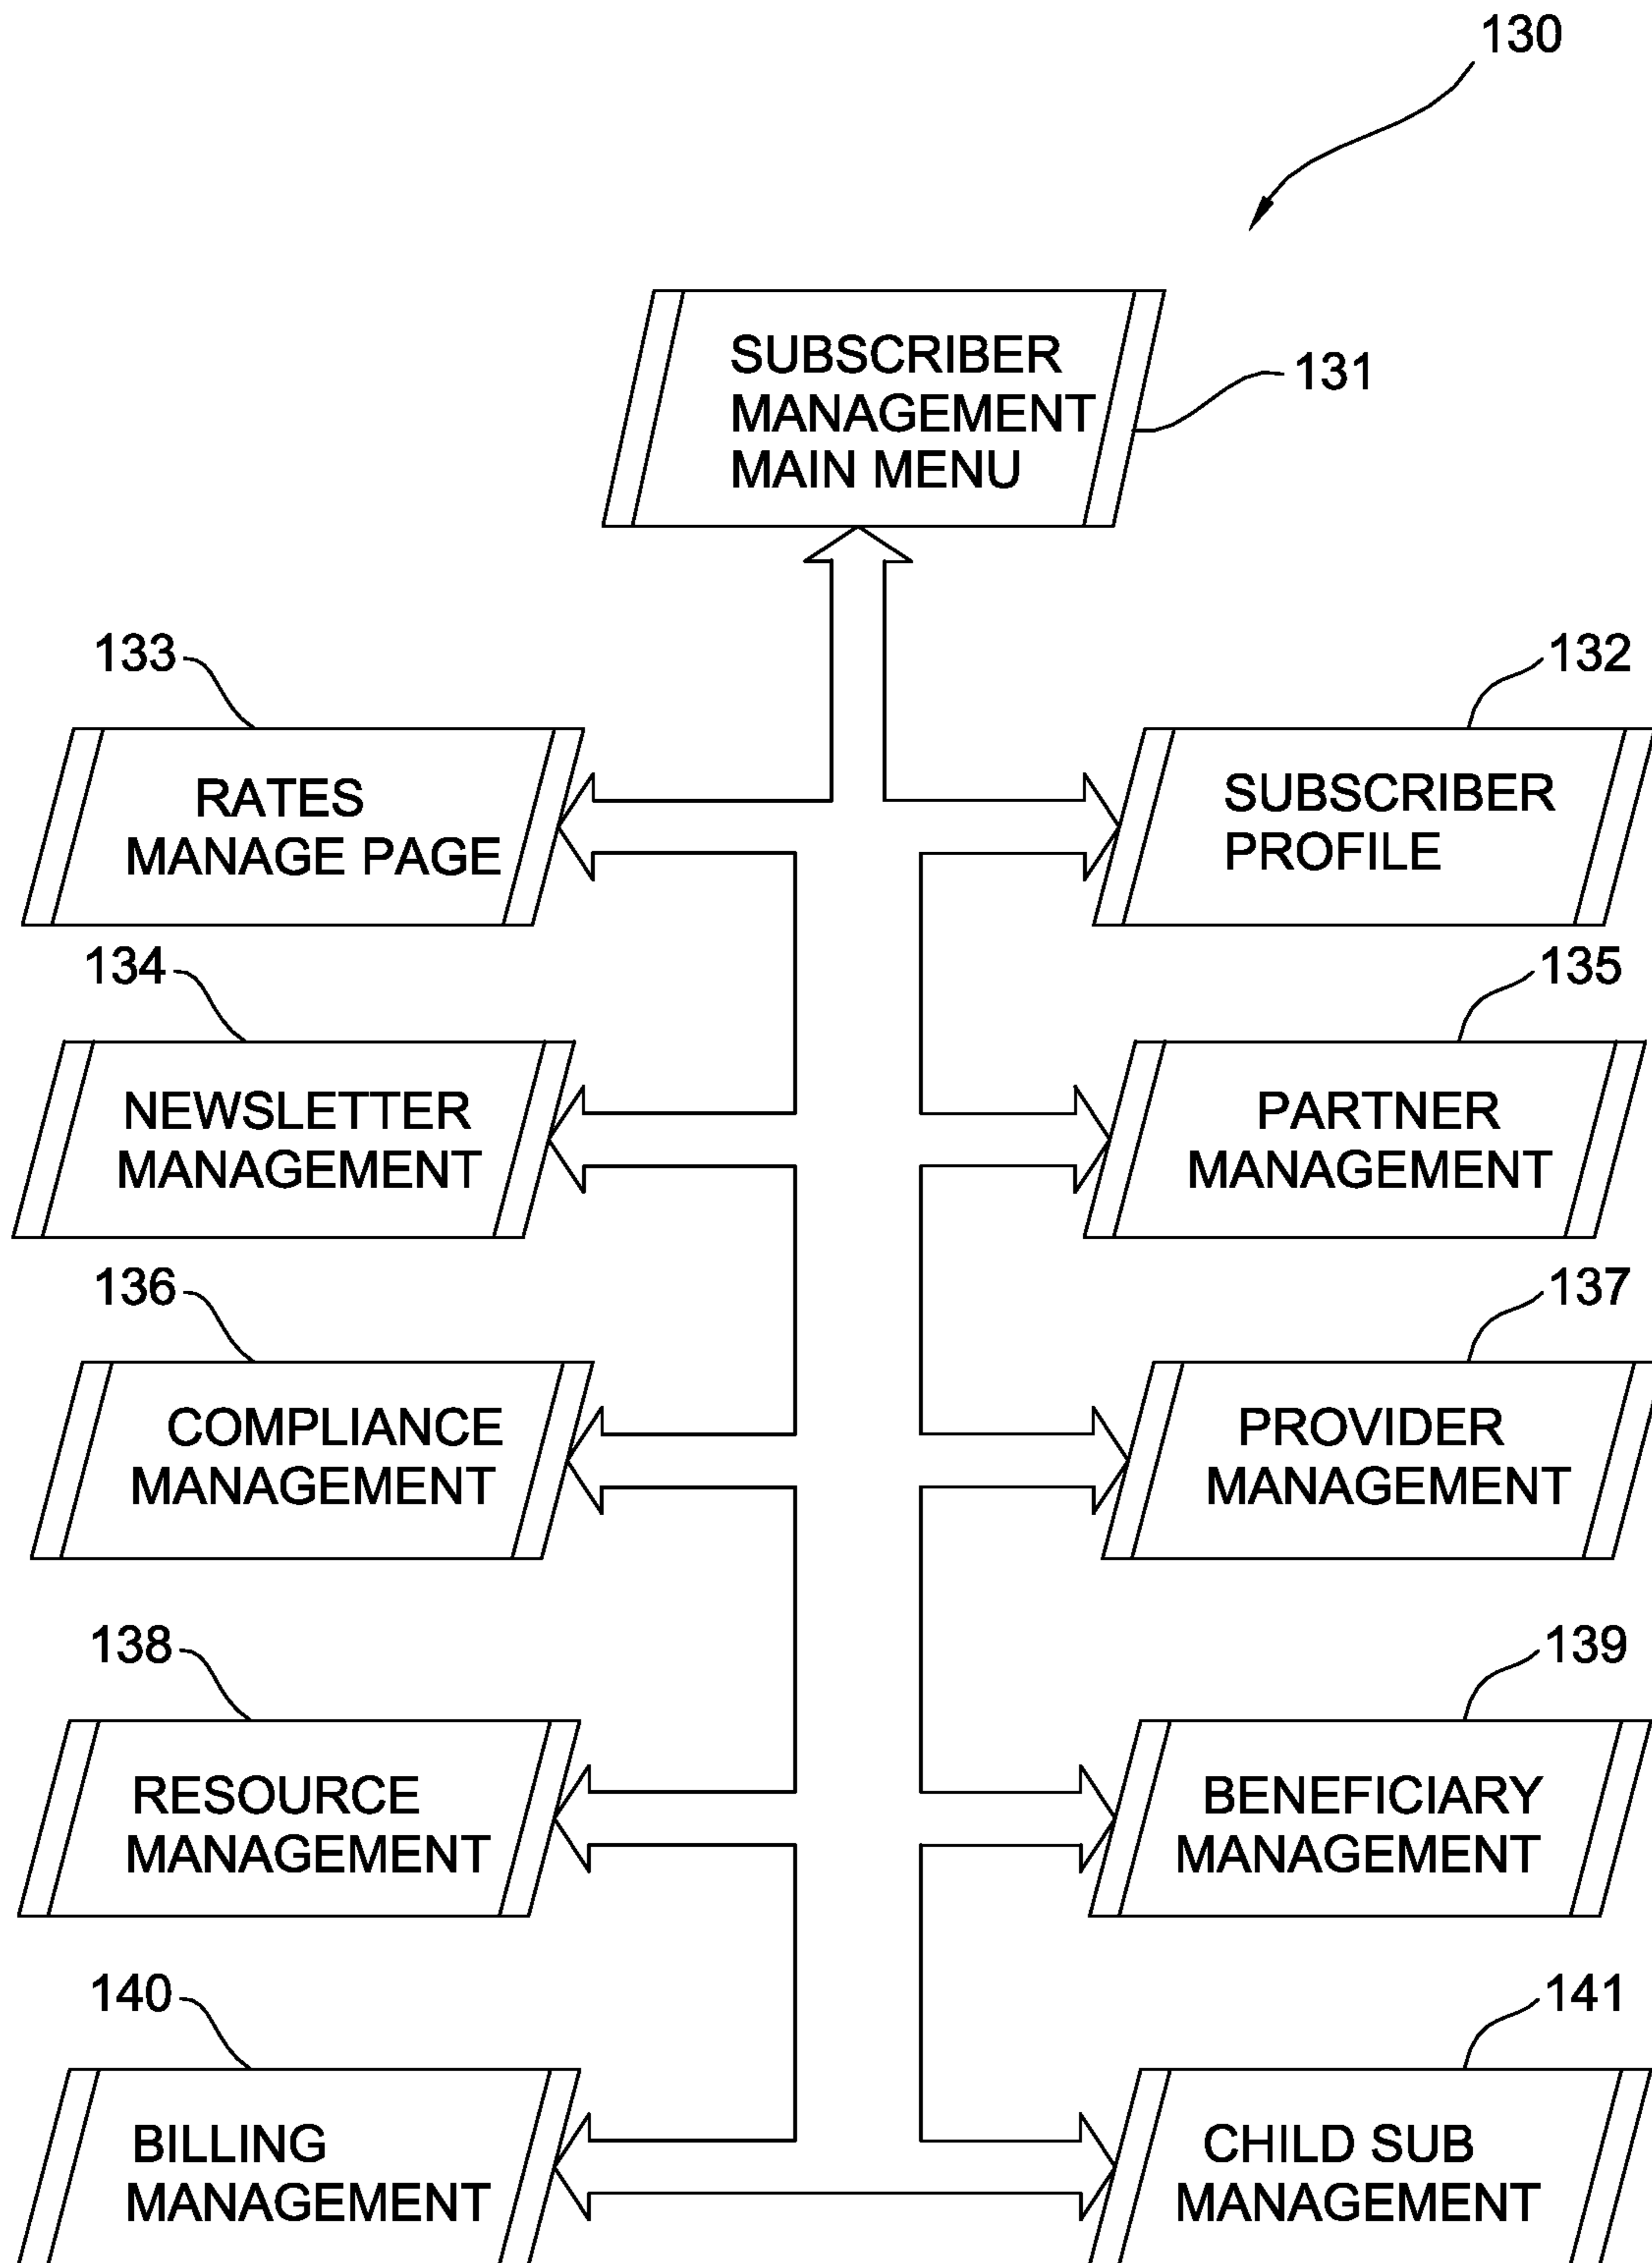 130
SUBSCRIBER
MANAGEMENT
MAIN MENU
131
133
RATES
MANAGE PAGE
132
SUBSCRIBER
PROFILE
134
NEWSLETTER
MANAGEMENT
135
PARTNER
MANAGEMENT
136
COMPLIANCE
MANAGEMENT
137
PROVIDER
MANAGEMENT
138
RESOURCE
MANAGEMENT
139
BENEFICIARY
MANAGEMENT
140
BILLING
MANAGEMENT
141
CHILD SUB
MANAGEMENT